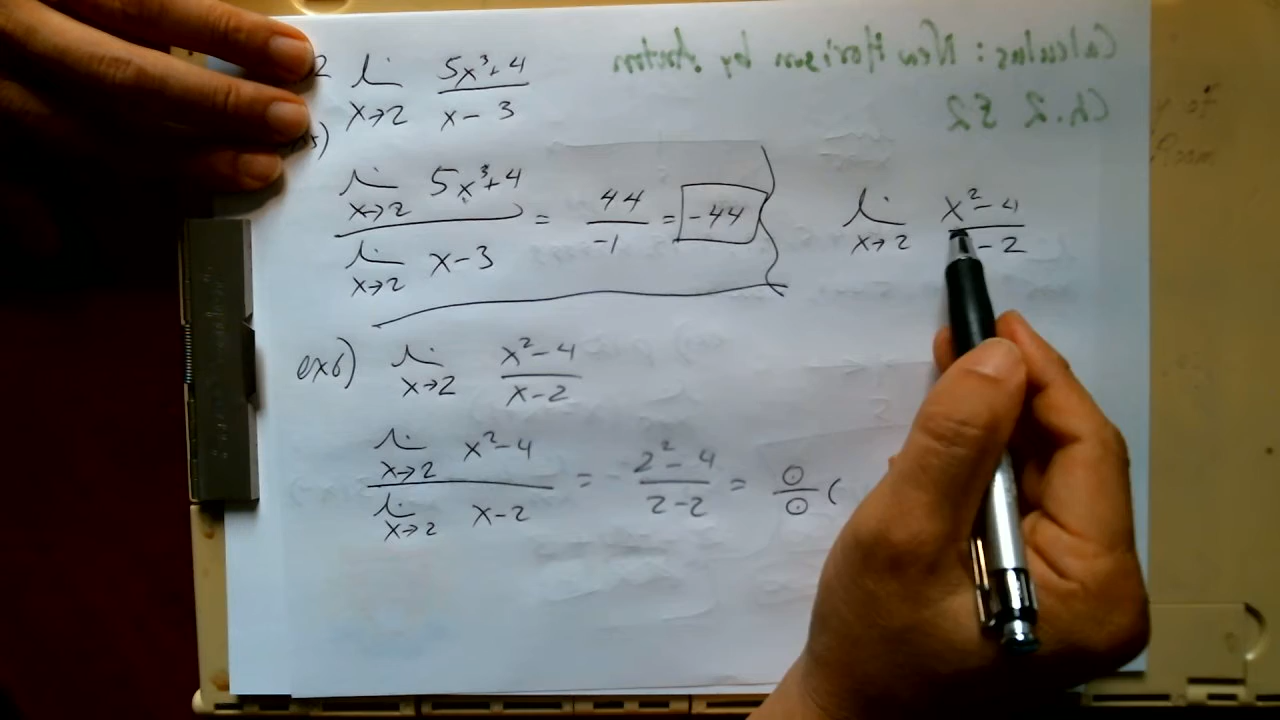 Calculus: New Horizon by Anton
Ch. 2 §2
lim x→2 5x³+4 / x-3
lim x→2 5x³+4 / lim x→2 x-3 = 44/-1 = -44
lim x→2 x²-4 / -2
ex6) lim x→2 x²-4 / x-2
lim x→2 x²-4 / lim x→2 x-2 = 2²-4 / 2-2 = 0/0 (